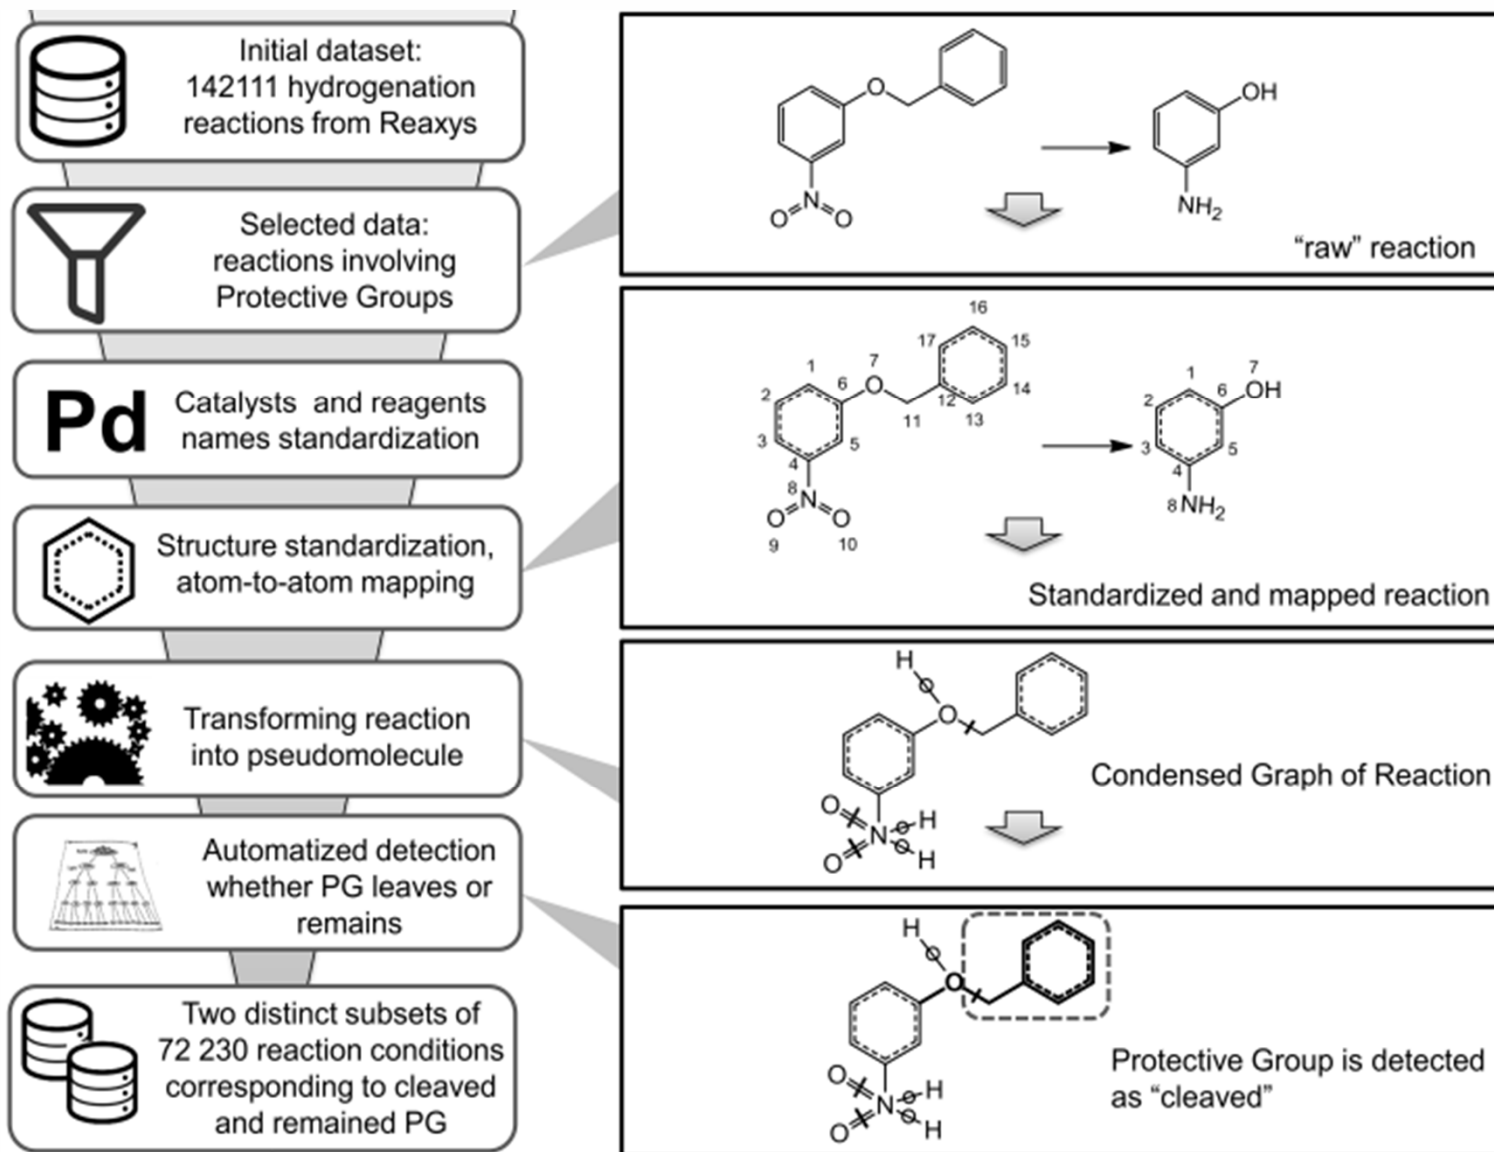 Initial dataset:
142111 hydrogenation
reactions from Reaxys
Selected data:
reactions involving
Protective Groups
Pd
Catalysts and reagents
names standardization
Structure standardization,
atom-to-atom mapping
Transforming reaction
into pseudomolecule
Automatized detection
whether PG leaves or
remains
Two distinct subsets of
72 230 reaction conditions
corresponding to cleaved
and remained PG
O
OH
N
O
O
NH2
"raw" reaction
16
17
15
1
7
O
6
2
14
12
11
13
3
5
4
8
N
O
O
9
10
1
7
OH
6
2
3
5
4
8
NH2
Standardized and mapped reaction
H
O
O
N
H
O
H
Condensed Graph of Reaction
H
O
O
N
H
O
H
Protective Group is detected
as "cleaved"